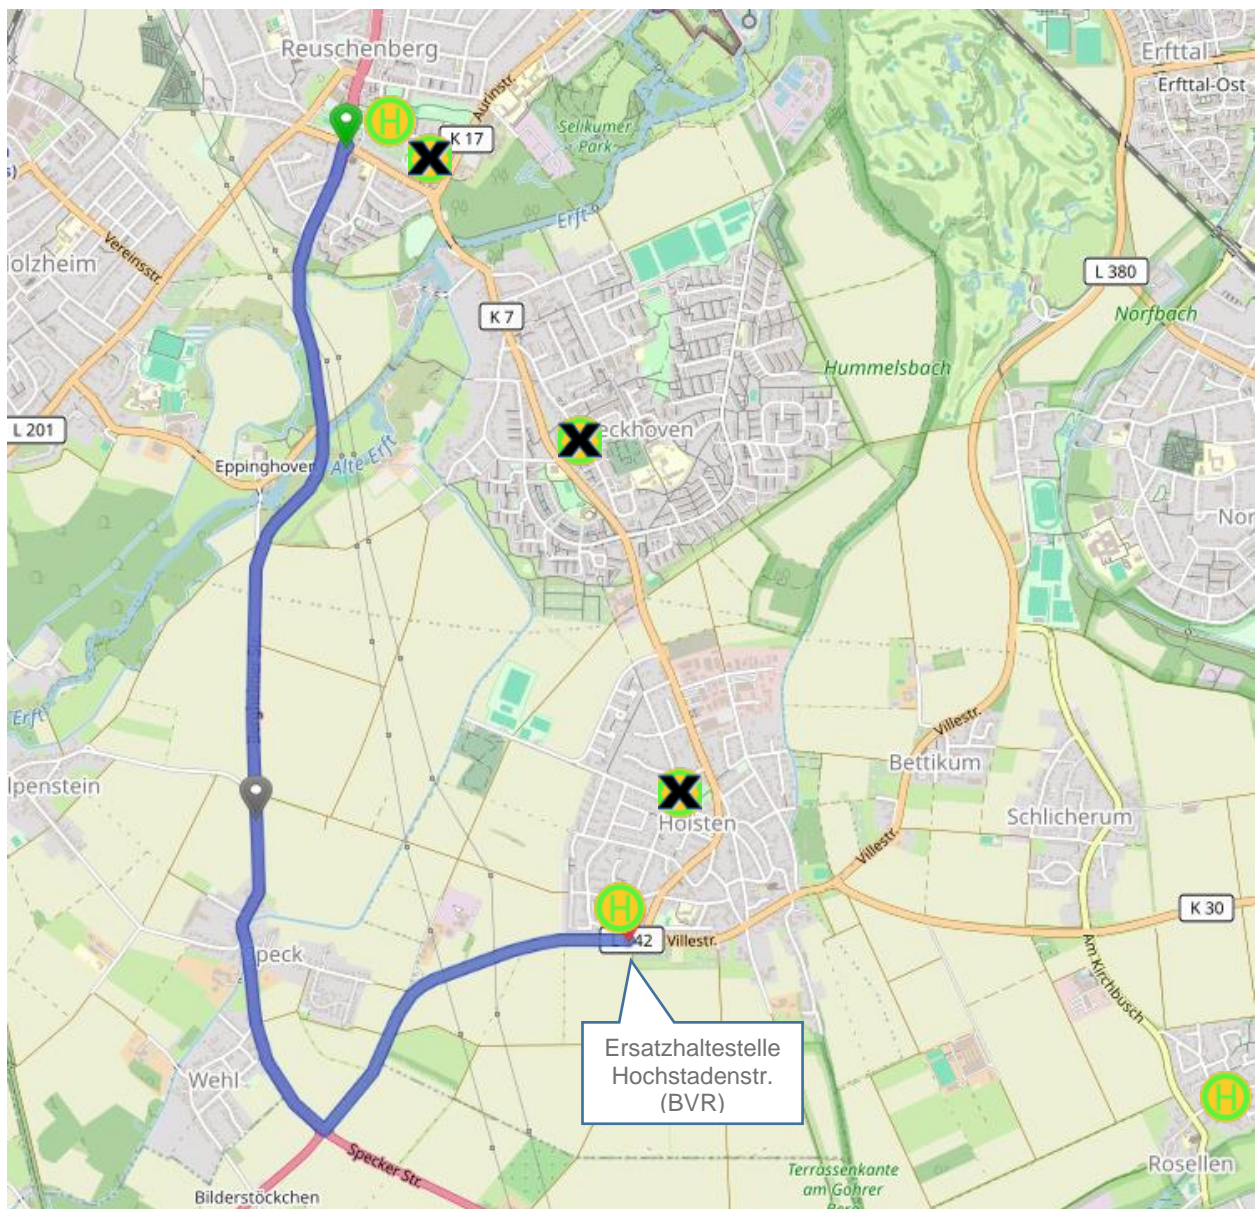 Reuschenberg
Erfttal
Erfttal-Ost
H
Aurinstr.
K 17
Selikumer
Park
X
Erft
Vereinsstr.
olzheim
L 380
K 7
Norfbach
Hummelsbach
L 201
X
eckhoven
Alte Erft
Eppinghoven
Nor
Erft
Villestr.
Bettikum
lpenstein
X
Hoisten
Schlicherum
Villestr.
H
K 30
42
Villestr.
peck
Am Kirchbusch
Ersatzhaltestelle
Hochstadenstr.
(BVR)
Wehl
H
Specker Str.
Rosellen
Terrassenkante
am Gohrer
Berg
Bilderstöckchen